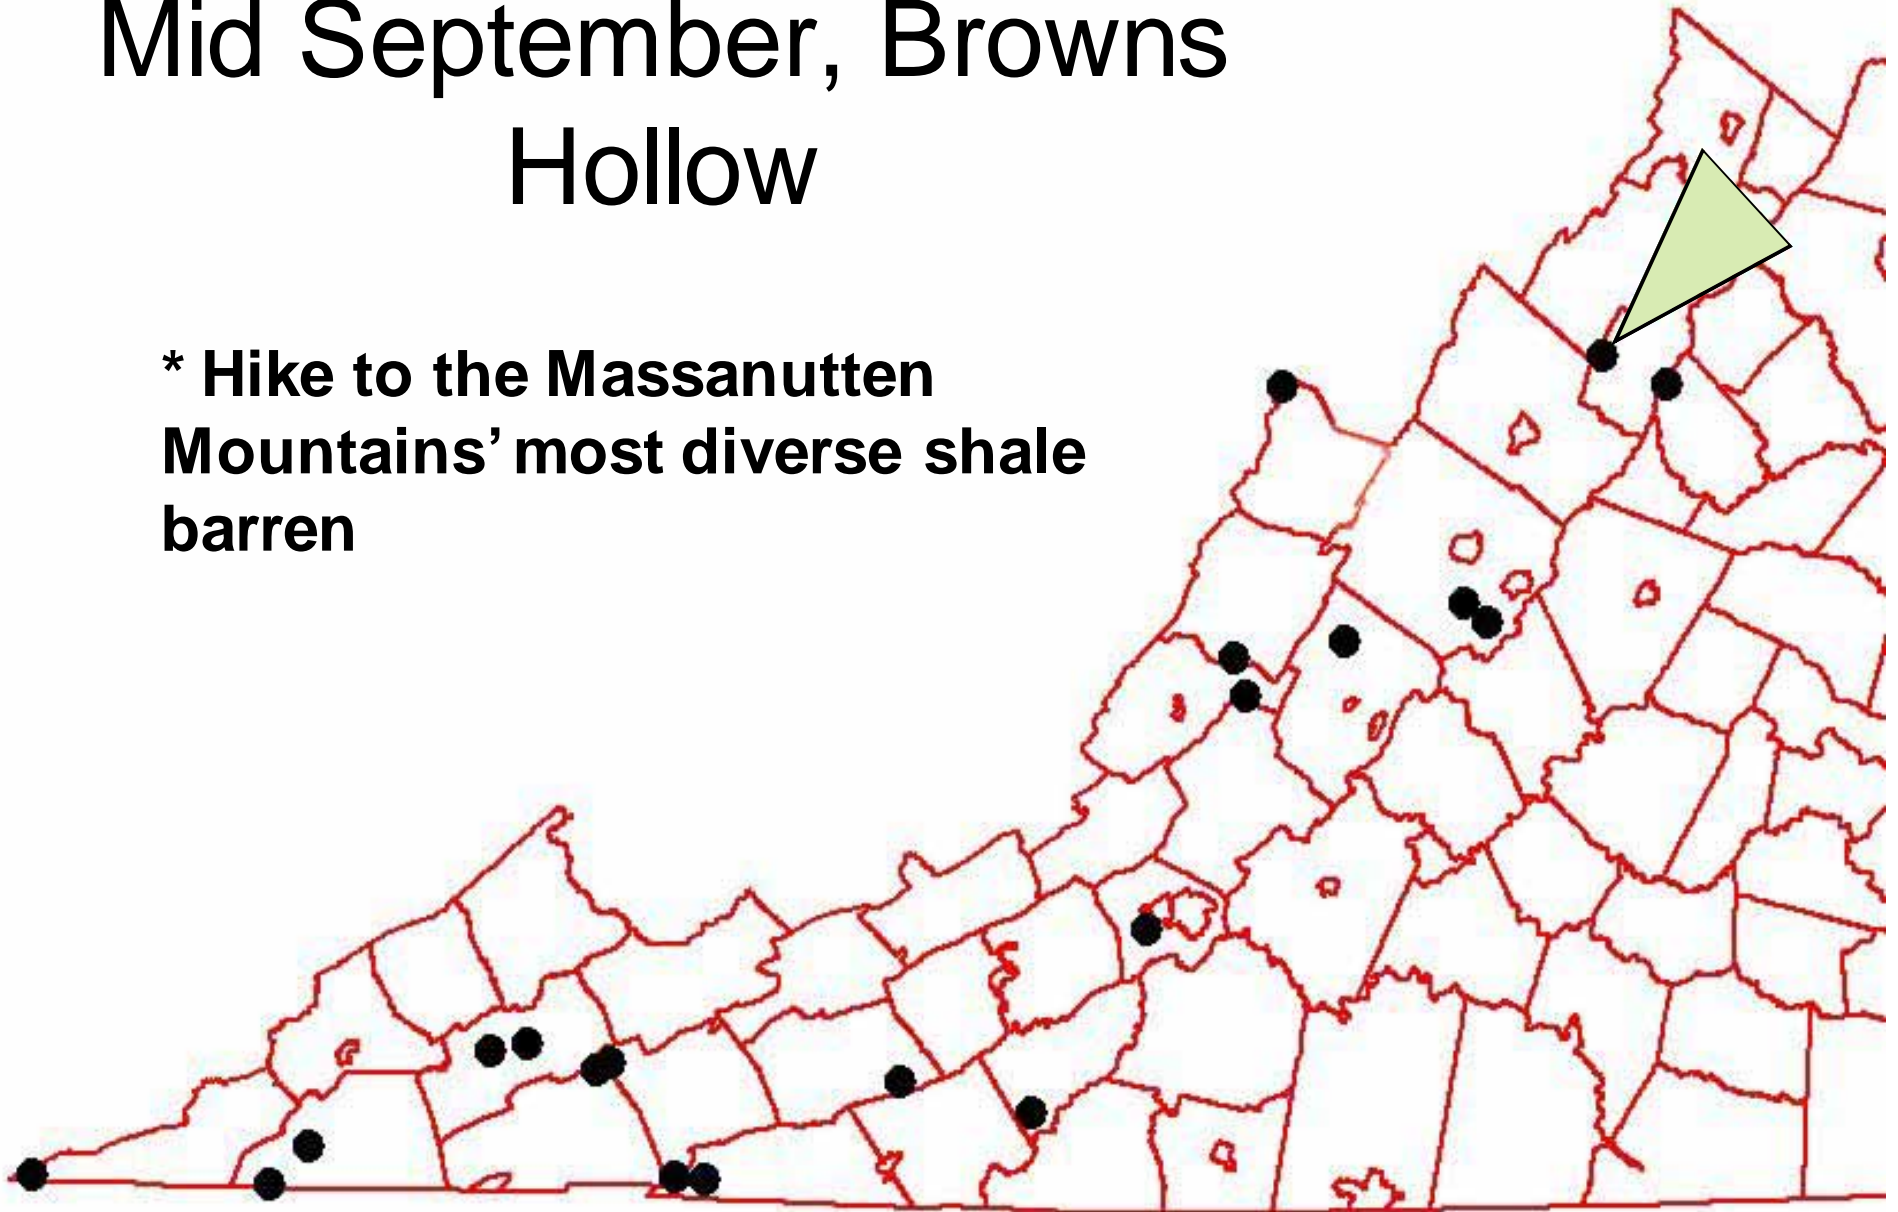 Mid September, Browns
Hollow
* Hike to the Massanutten
Mountains’ most diverse shale
barren